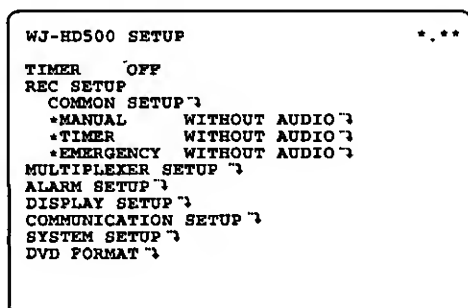 WJ-HD500 SETUP *.**
TIMER OFF
REC SETUP
COMMON SETUP
*MANUAL WITHOUT AUDIO
*TIMER WITHOUT AUDIO
*EMERGENCY WITHOUT AUDIO
MULTIPLEXER SETUP
ALARM SETUP
DISPLAY SETUP
COMMUNICATION SETUP
SYSTEM SETUP
DVD FORMAT